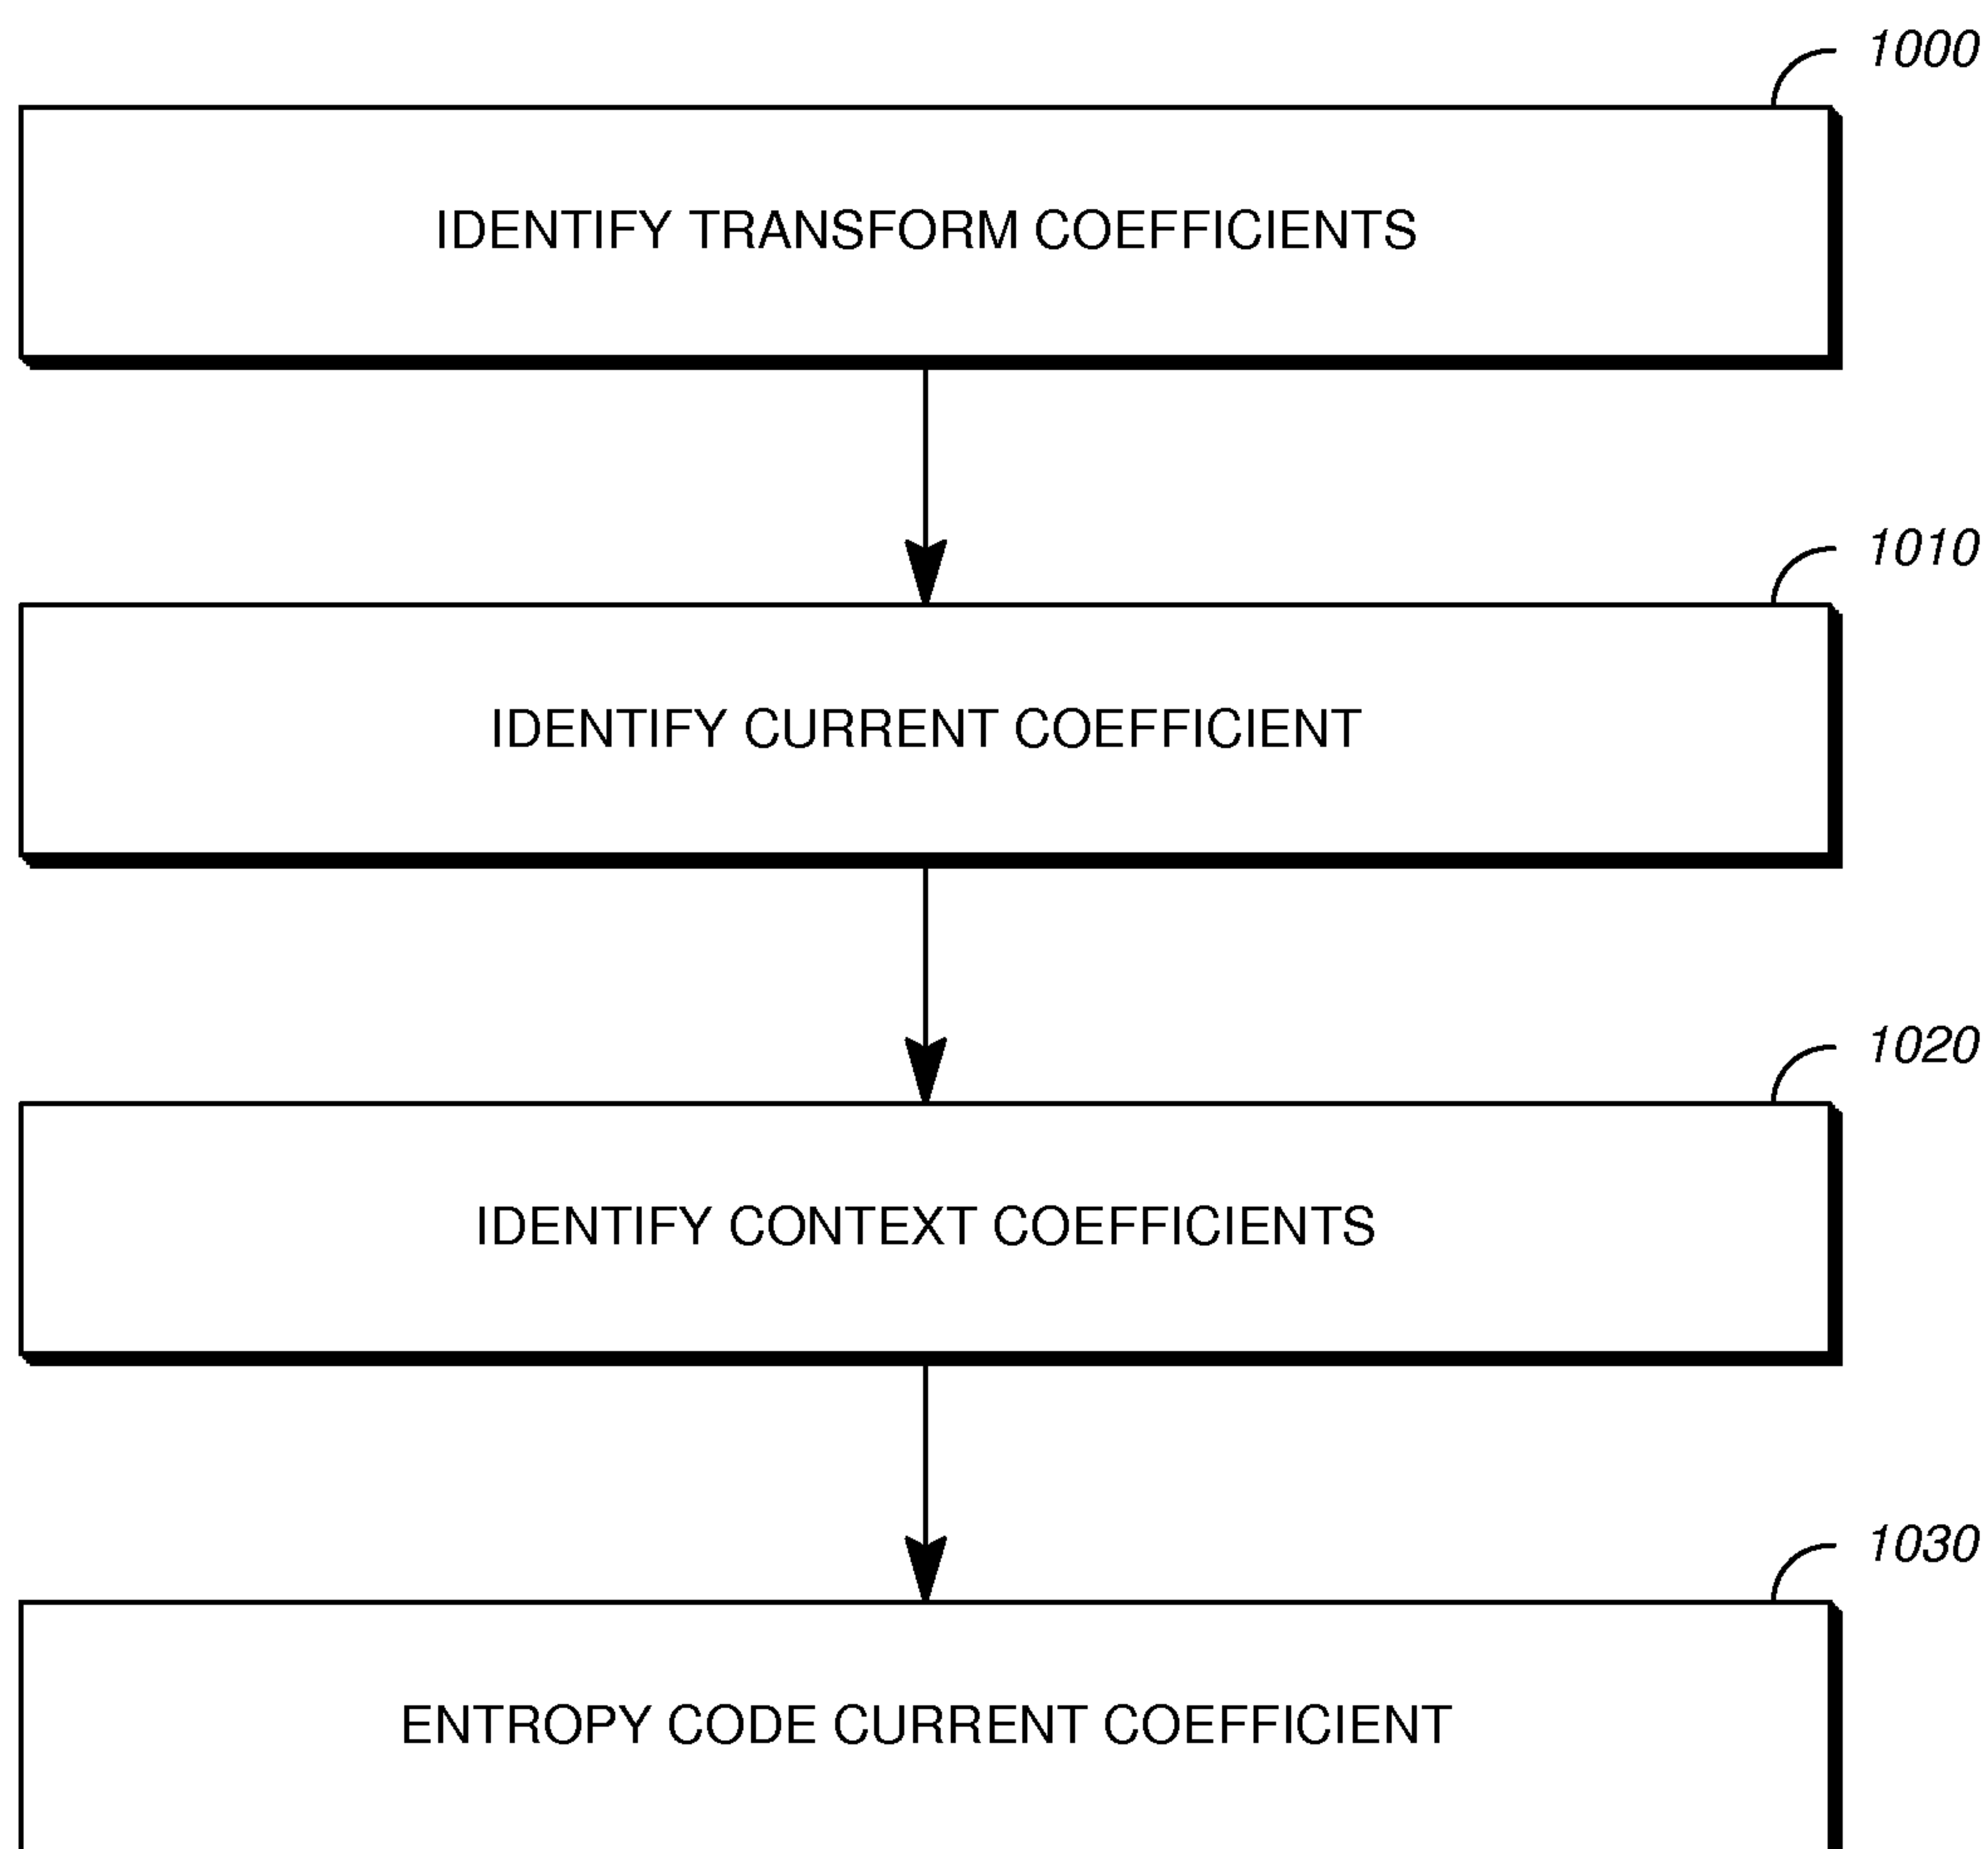 1000
IDENTIFY TRANSFORM COEFFICIENTS
1010
IDENTIFY CURRENT COEFFICIENT
1020
IDENTIFY CONTEXT COEFFICIENTS
1030
ENTROPY CODE CURRENT COEFFICIENT